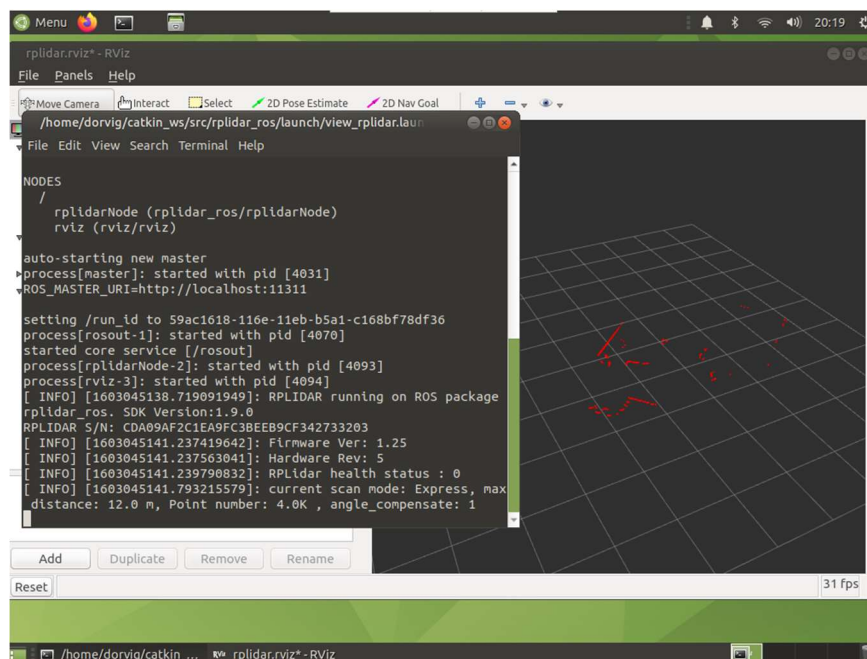 Menu
20:19
rplidar.rviz* - RViz
File Panels Help
Move Camera Interact Select 2D Pose Estimate 2D Nav Goal
/home/dorvig/catkin_ws/src/rplidar_ros/launch/view_rplidar.laun
File Edit View Search Terminal Help
NODES
/
rplidarNode (rplidar_ros/rplidarNode)
rviz (rviz/rviz)
auto-starting new master
process[master]: started with pid [4031]
ROS_MASTER_URI=http://localhost:11311
setting /run_id to 59ac1618-116e-11eb-b5a1-c168bf78df36
process[rosout-1]: started with pid [4070]
started core service [/rosout]
process[rplidarNode-2]: started with pid [4093]
process[rviz-3]: started with pid [4094]
[ INFO] [1603045138.719091949]: RPLIDAR running on ROS package
rplidar_ros. SDK Version:1.9.0
RPLIDAR S/N: CDA09AF2C1EA9FC3BEEB9CF342733203
[ INFO] [1603045141.237419642]: Firmware Ver: 1.25
[ INFO] [1603045141.237563041]: Hardware Rev: 5
[ INFO] [1603045141.239790832]: RPLidar health status : 0
[ INFO] [1603045141.793215579]: current scan mode: Express, max
distance: 12.0 m, Point number: 4.0K , angle_compensate: 1
Add Duplicate Remove Rename
Reset
31 fps
/home/dorvig/catkin ... RViz rplidar.rviz* - RViz